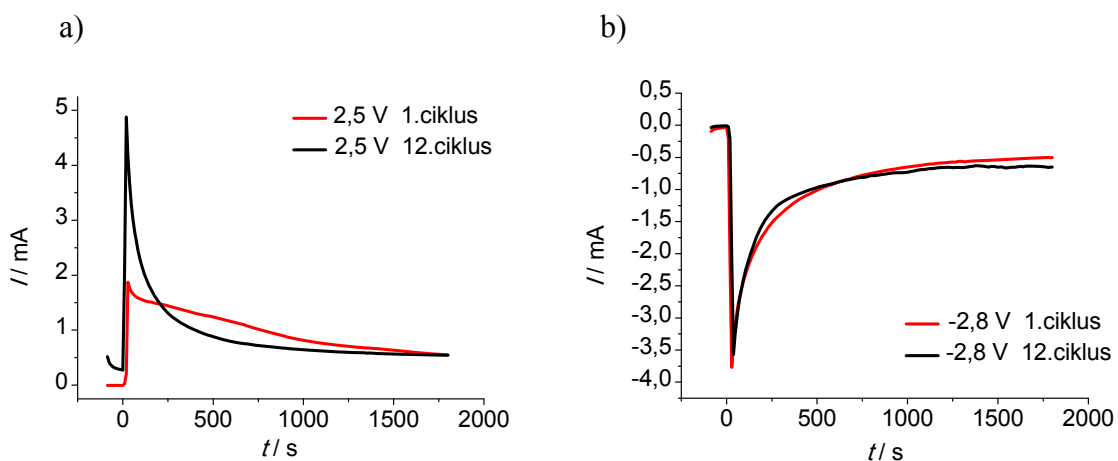 a)
5
4
3
2
1
0
I / mA
2,5 V 1.ciklus
2,5 V 12.ciklus
0 500 1000 1500 2000
t / s
b)
0,5
0,0
-0,5
-1,0
-1,5
-2,0
-2,5
-3,0
-3,5
-4,0
I / mA
-2,8 V 1.ciklus
-2,8 V 12.ciklus
0 500 1000 1500 2000
t / s